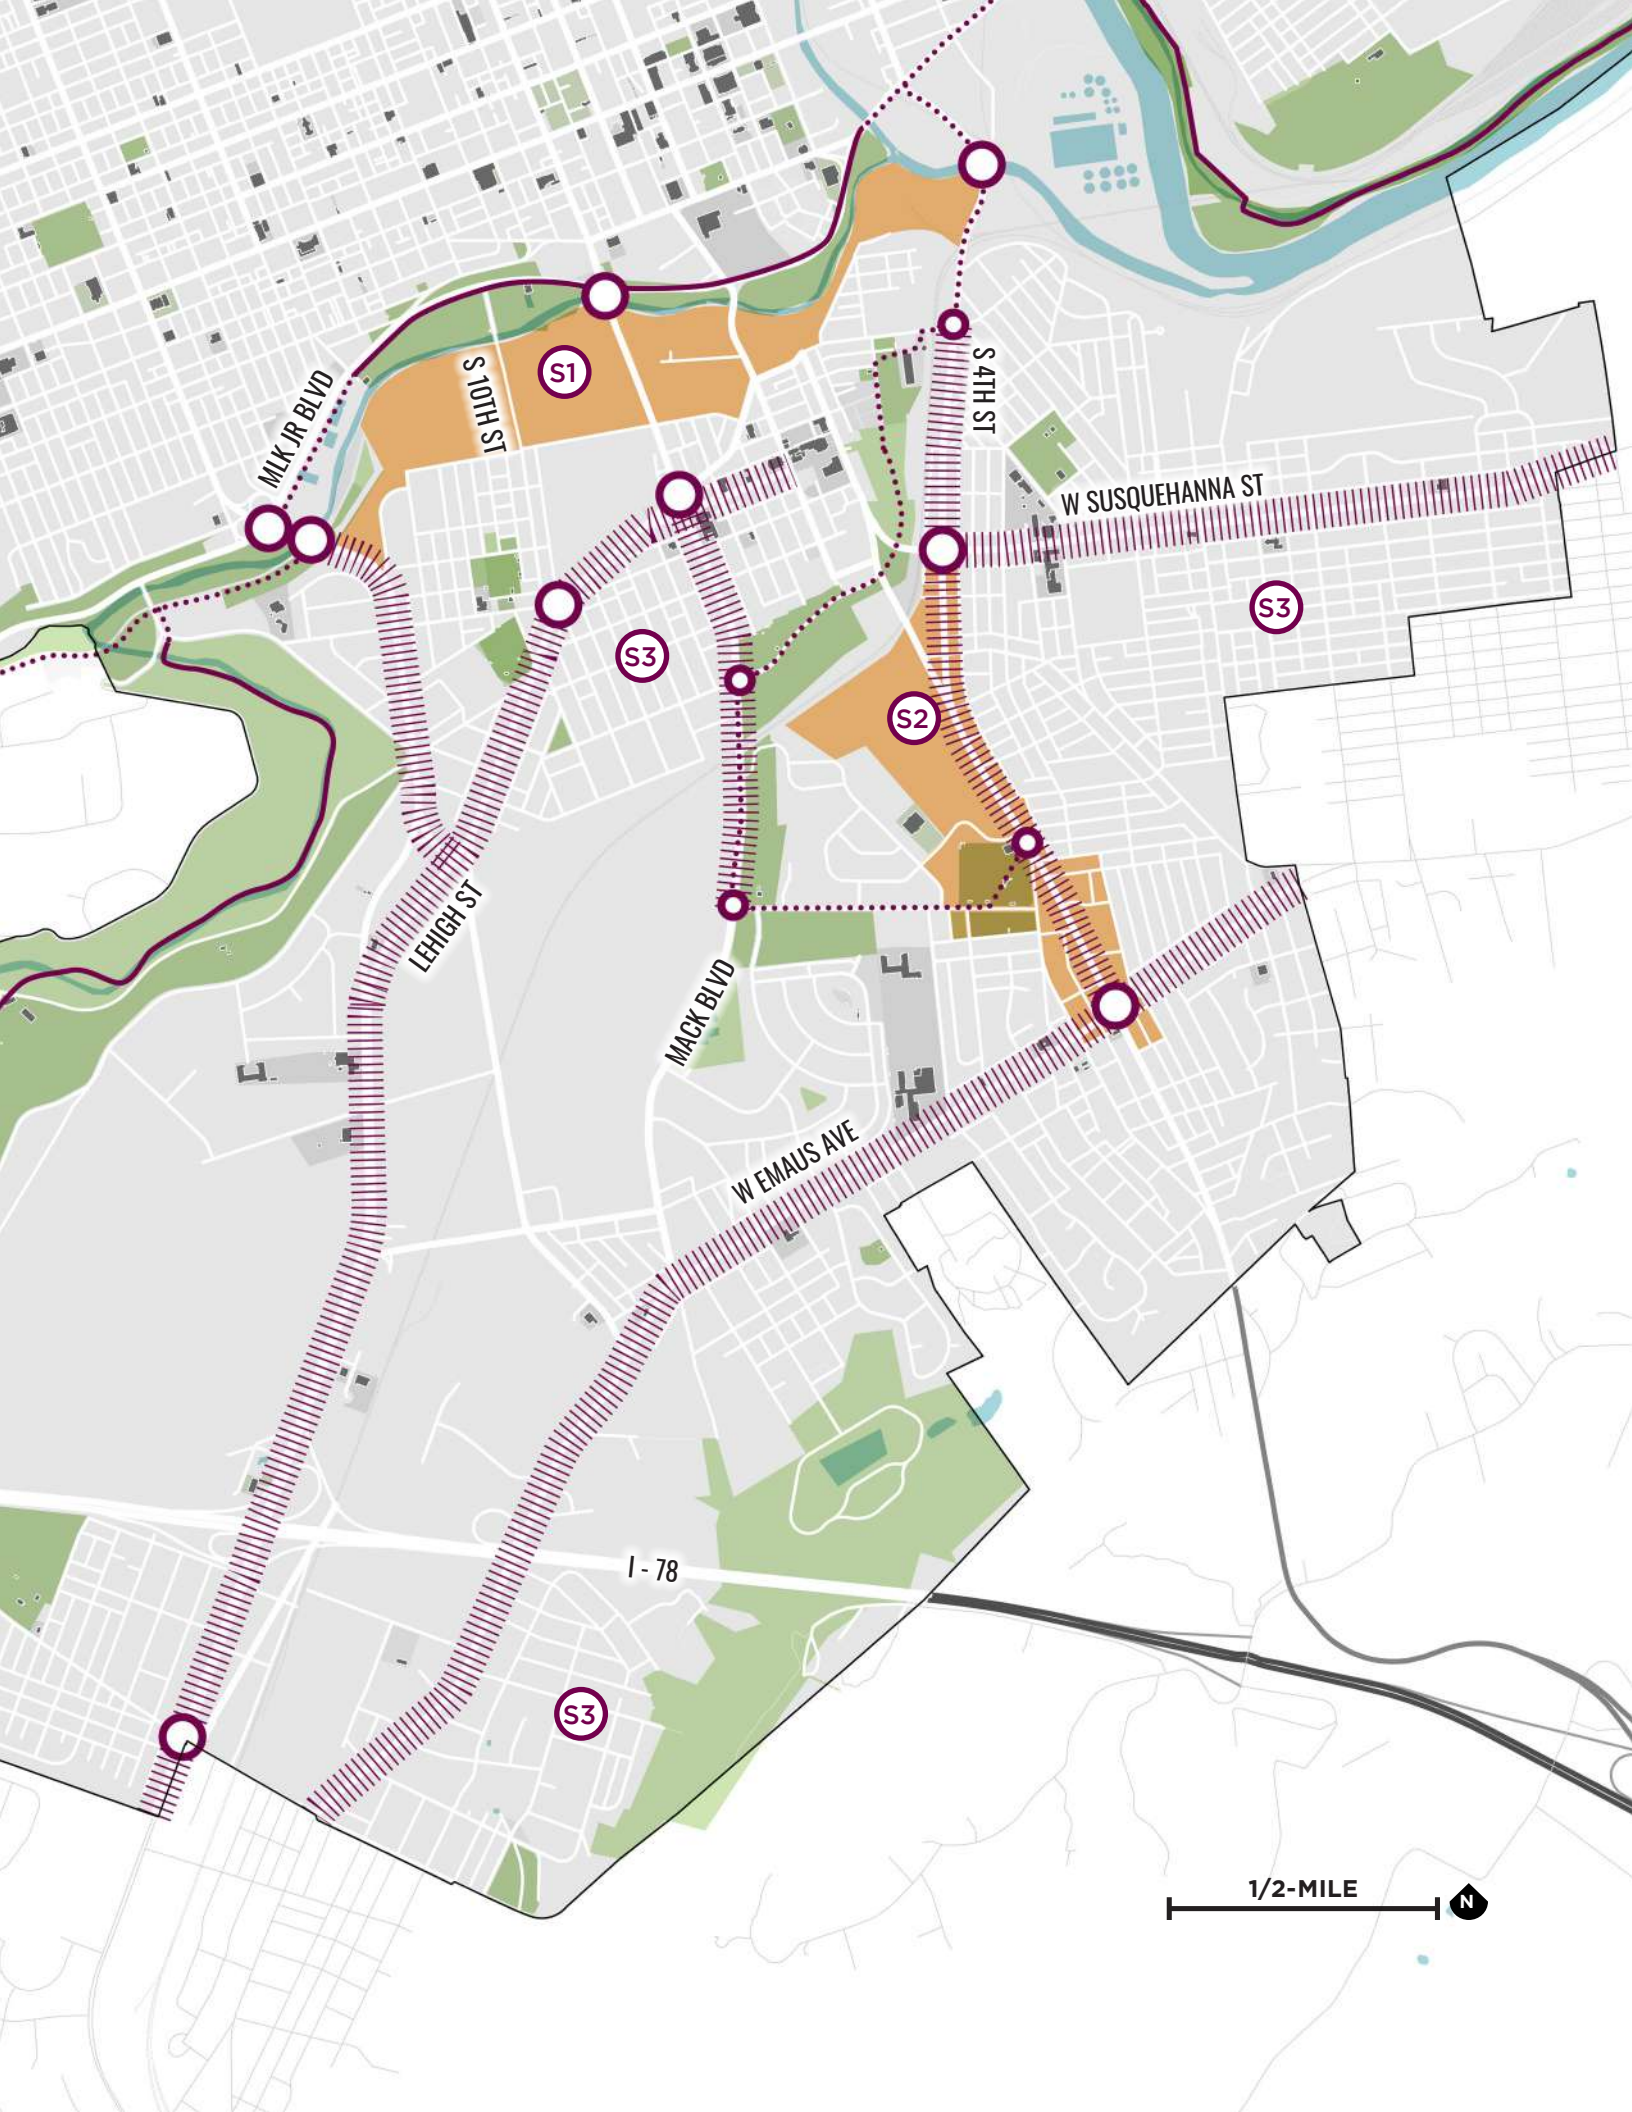 S 4TH ST
S 10TH ST
S1
MLK JR BLVD
W SUSQUEHANNA ST
S3
S3
S2
LEHIGH ST
MACK BLVD
W EMAUS AVE
I - 78
S3
1/2-MILE
N